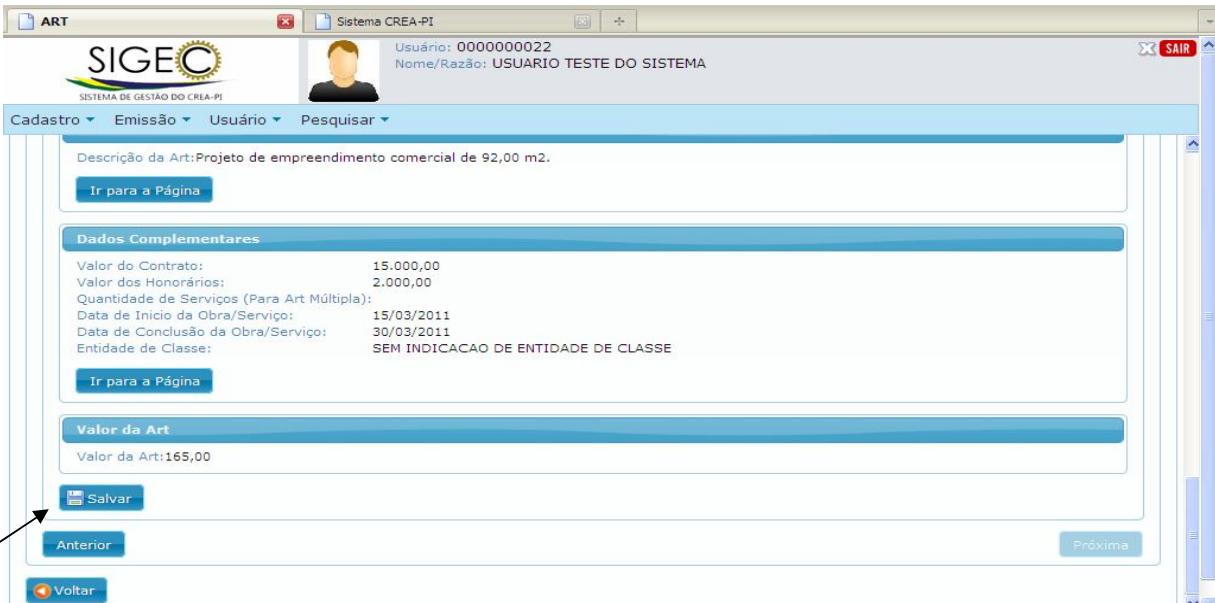 ART
Sistema CREA-PI
SIGEC
SISTEMA DE GESTÃO DO CREA-PI
Usuário: 0000000022
Nome/Razão: USUARIO TESTE DO SISTEMA
SAIR
Cadastro Emissão Usuário Pesquisar
Descrição da Art:Projeto de empreendimento comercial de 92,00 m2.
Ir para a Página
Dados Complementares
Valor do Contrato: 15.000,00
Valor dos Honorários: 2.000,00
Quantidade de Serviços (Para Art Múltipla):
Data de Inicio da Obra/Serviço: 15/03/2011
Data de Conclusão da Obra/Serviço: 30/03/2011
Entidade de Classe: SEM INDICACAO DE ENTIDADE DE CLASSE
Ir para a Página
Valor da Art
Valor da Art:165,00
Salvar
Anterior Próxima
Voltar